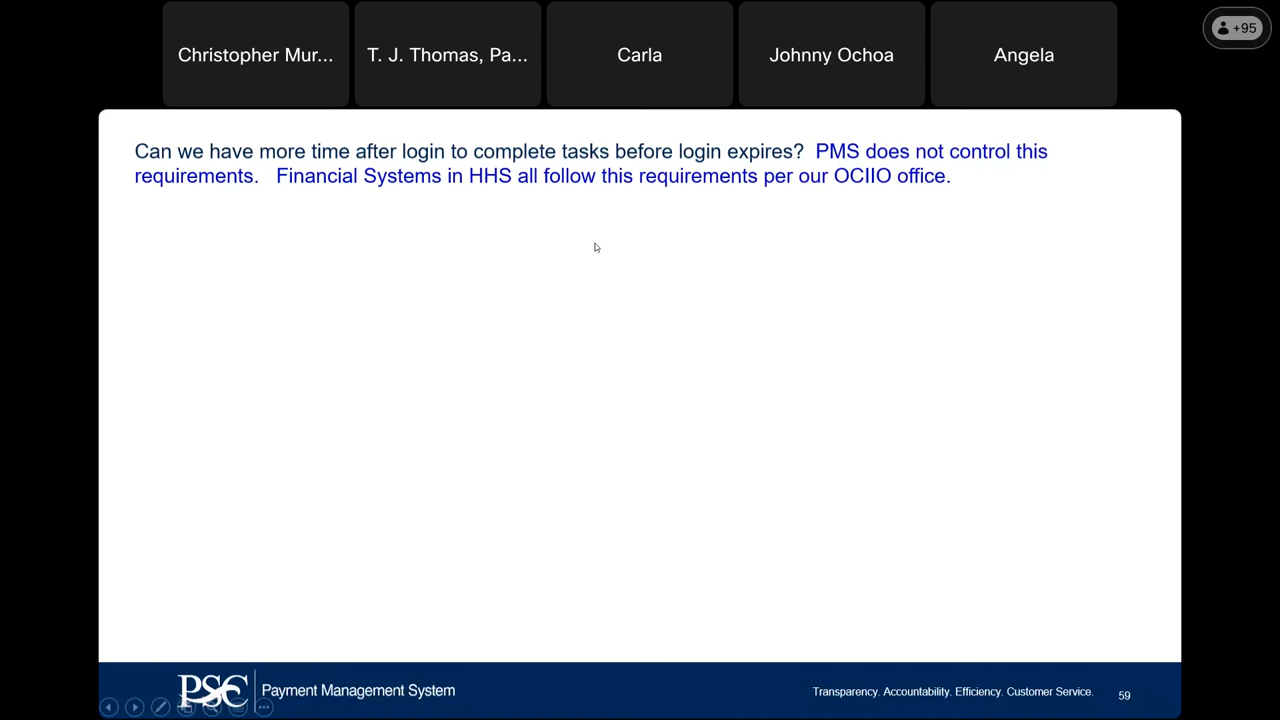 Christopher Mur...
T. J. Thomas, Pa...
Carla
Johnny Ochoa
Angela
+95
Can we have more time after login to complete tasks before login expires?  PMS does not control this
requirements.   Financial Systems in HHS all follow this requirements per our OCIIO office.
PSC
Payment Management System
Transparency. Accountability. Efficiency. Customer Service.
59